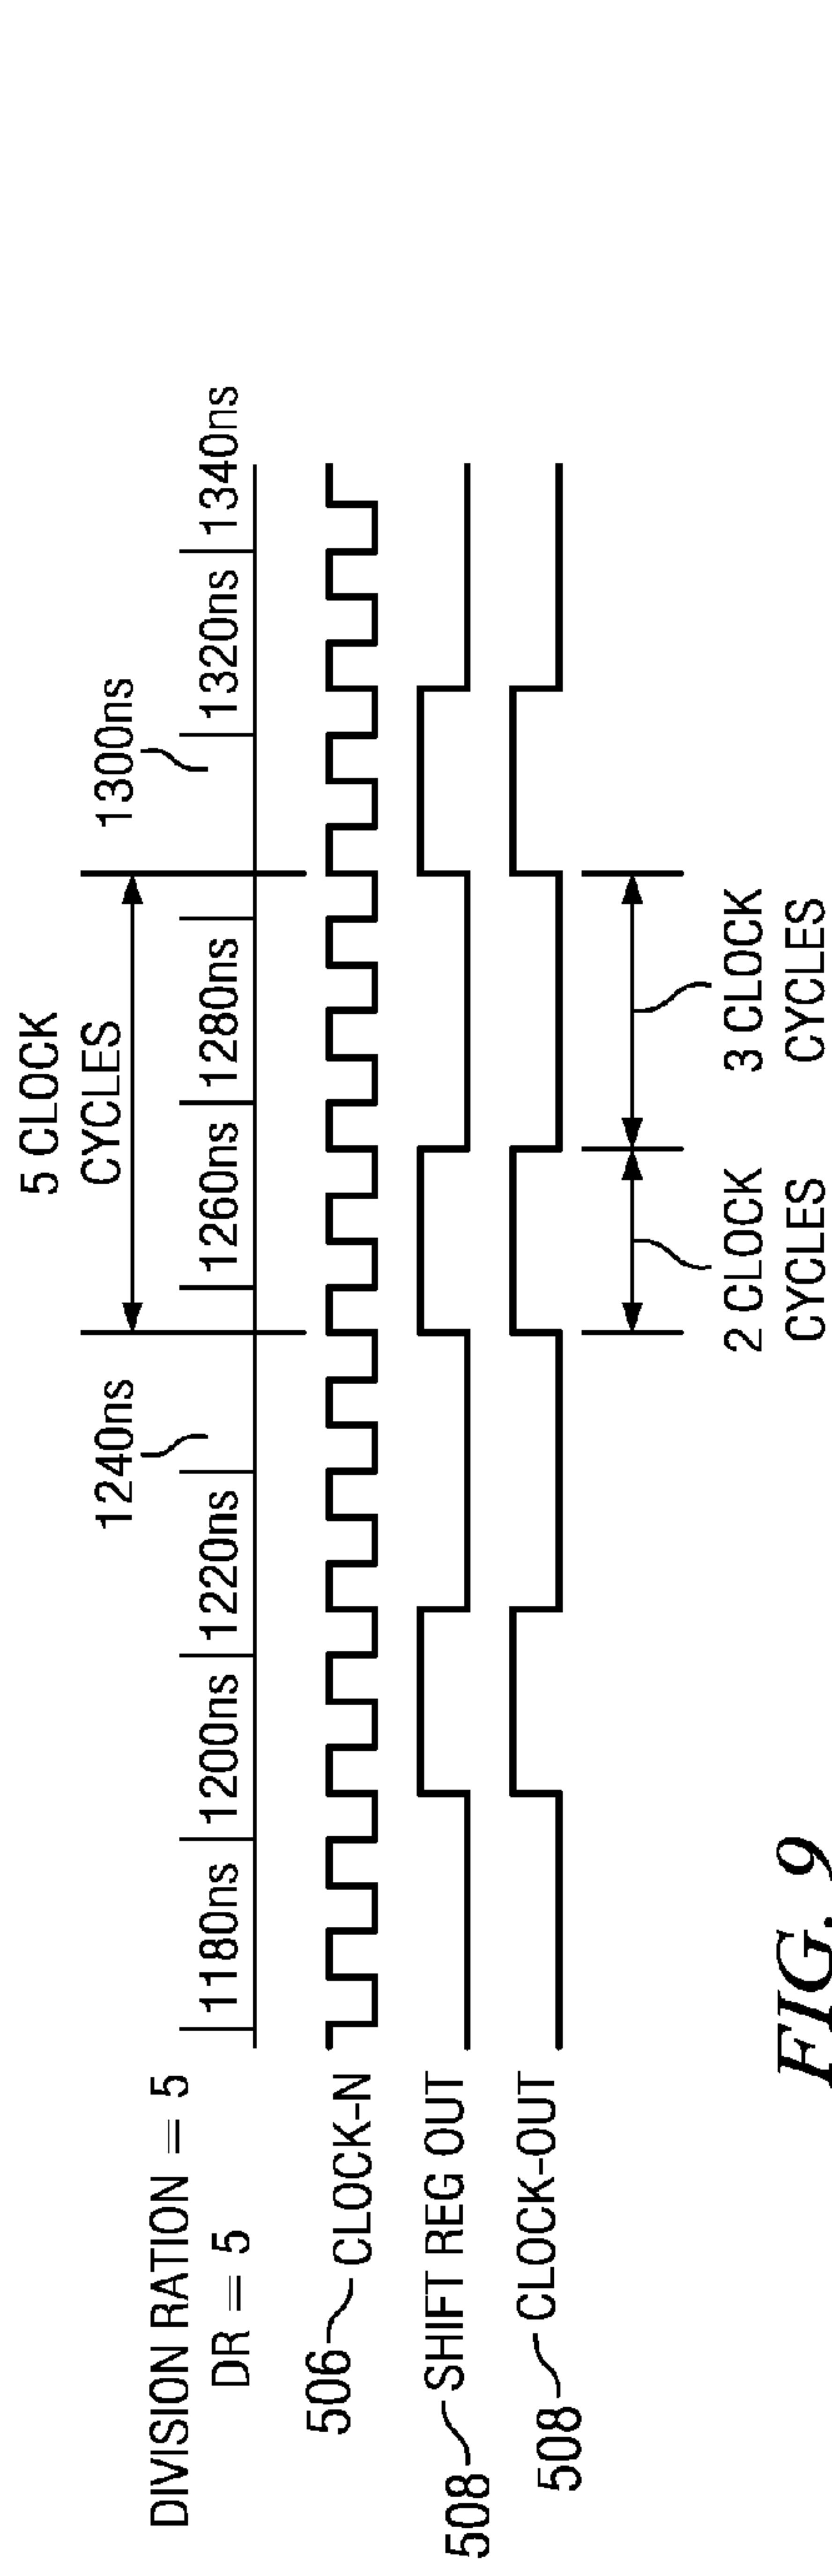 5 CLOCK
CYCLES
1240ns
1300ns
DIVISION RATION = 5
DR = 5
1180ns
1200ns
1220ns
1260ns
1280ns
1320ns
1340ns
506
CLOCK-N
508
SHIFT REG OUT
508
CLOCK-OUT
2 CLOCK
CYCLES
3 CLOCK
CYCLES
FIG. 9